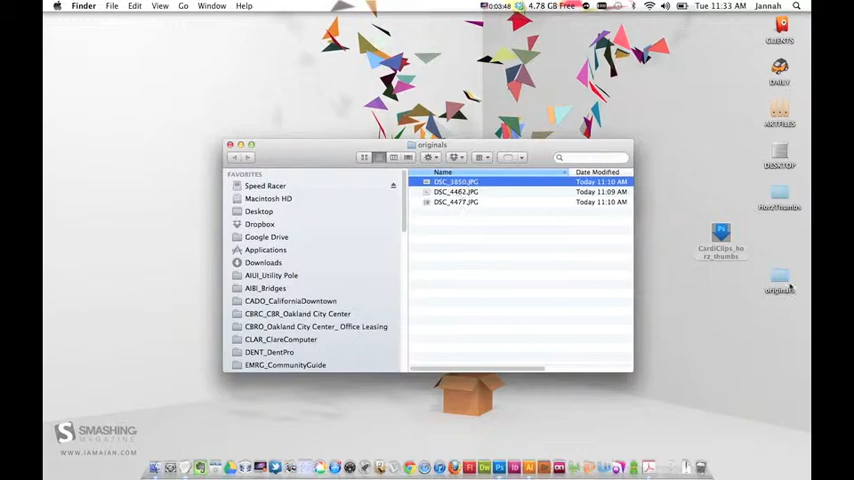 Finder File Edit View Go Window Help 0:03:48 4.78 GB Free Tue 11:33 AM Jannah
CLIENTS
DAILY
ARTFILES
DESKTOP
HorzThumbs
CardiClips_ho
rz_thumbs
originals
originals
FAVORITES
Speed Racer
Macintosh HD
Desktop
Dropbox
Google Drive
Applications
Downloads
AIUI_Utility Pole
AIBI_Bridges
CADO_CaliforniaDowntown
CBRC_CBR_Oakland City Center
CBRO_Oakland City Center_ Office Leasing
CLAR_ClareComputer
DENT_DentPro
EMRG_CommunityGuide
Name Date Modified
DSC_3850.JPG Today 11:10 AM
DSC_4462.JPG Today 11:09 AM
DSC_4477.JPG Today 11:10 AM
SMASHING
MAGAZINE
WWW.IAMAIAN.COM